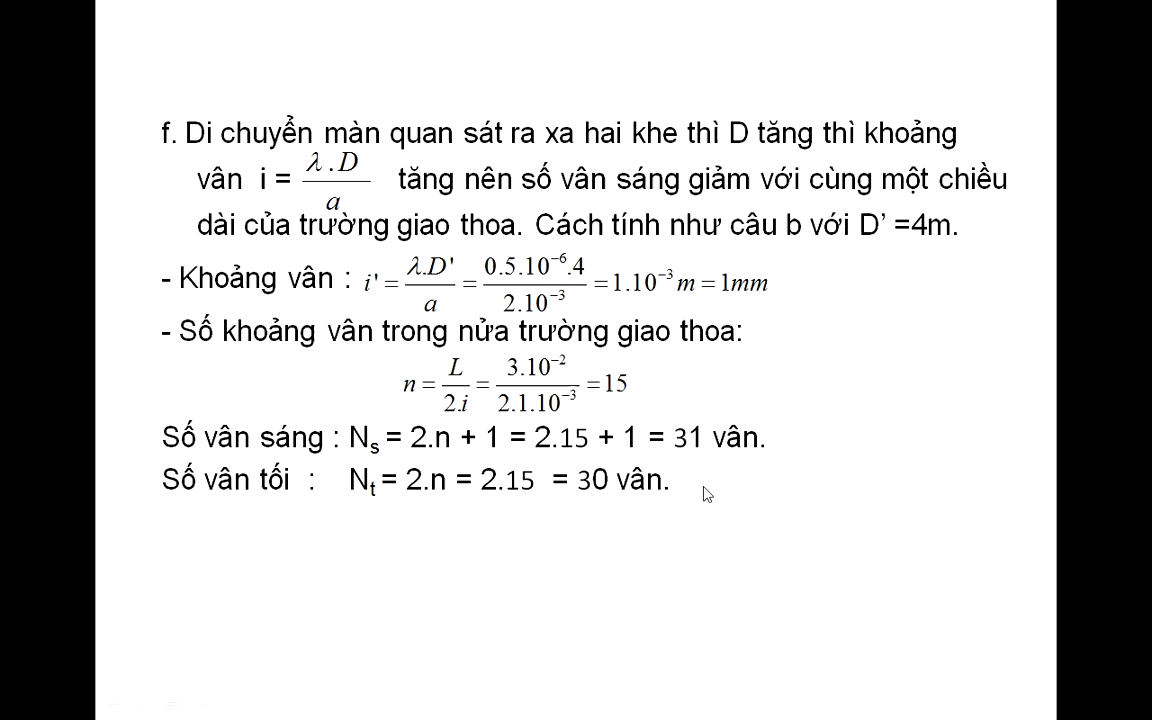 f. Di chuyển màn quan sát ra xa hai khe thì D tăng thì khoảng
vân i = λ.D/a tăng nên số vân sáng giảm với cùng một chiều
dài của trường giao thoa. Cách tính như câu b với D’ =4m.
- Khoảng vân : i' = λ.D'/a = 0.5.10⁻⁶.4/2.10⁻³ = 1.10⁻³ m = 1mm
- Số khoảng vân trong nửa trường giao thoa:
n = L/2.i = 3.10⁻²/2.1.10⁻³ = 15
Số vân sáng : Nₛ = 2.n + 1 = 2.15 + 1 = 31 vân.
Số vân tối : Nₜ = 2.n = 2.15 = 30 vân.